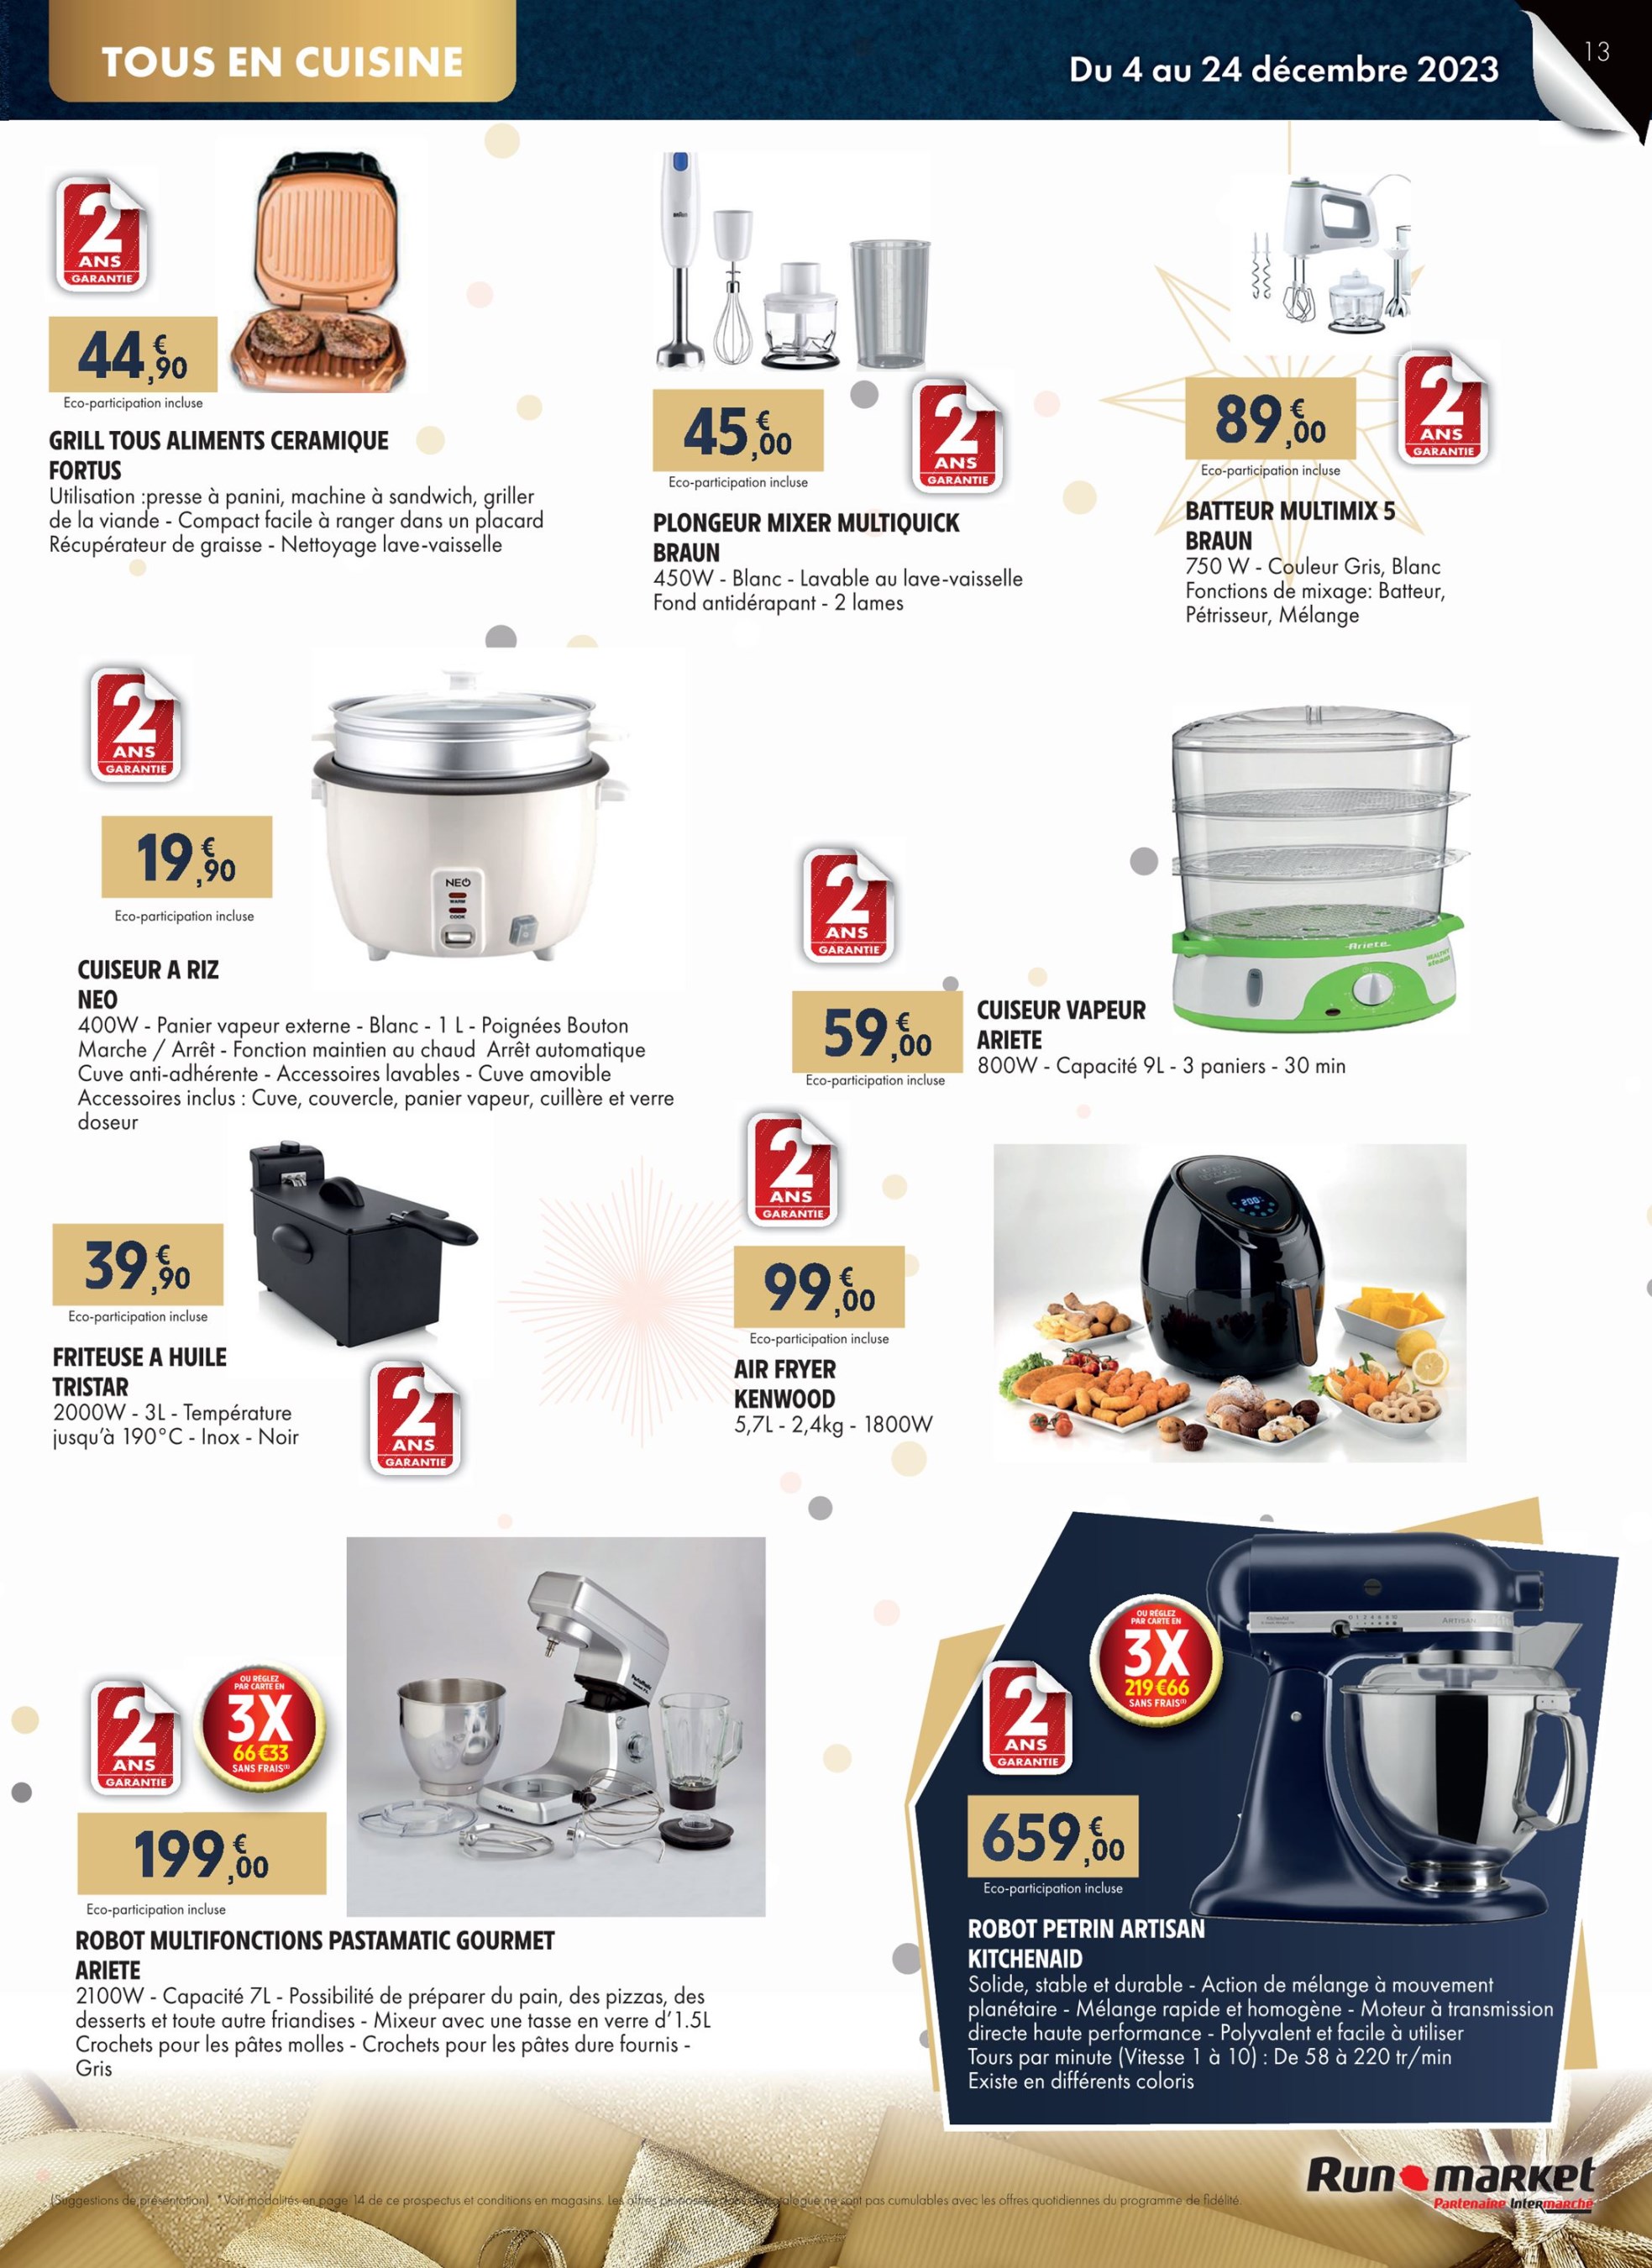 TOUS EN CUISINE
Du 4 au 24 décembre 2023
13
2
ANS
GARANTIE
44,€90
Eco-participation incluse
GRILL TOUS ALIMENTS CERAMIQUE
FORTUS
Utilisation :presse à panini, machine à sandwich, griller
de la viande - Compact facile à ranger dans un placard
Récupérateur de graisse - Nettoyage lave-vaisselle
45,€00
Eco-participation incluse
2
ANS
GARANTIE
PLONGEUR MIXER MULTIQUICK
BRAUN
450W - Blanc - Lavable au lave-vaisselle
Fond antidérapant - 2 lames
89,€00
Eco-participation incluse
2
ANS
GARANTIE
BATTEUR MULTIMIX 5
BRAUN
750 W - Couleur Gris, Blanc
Fonctions de mixage: Batteur,
Pétrisseur, Mélange
2
ANS
GARANTIE
19,€90
Eco-participation incluse
NEO
WARM
COOK
CUISEUR A RIZ
NEO
400W - Panier vapeur externe - Blanc - 1 L - Poignées Bouton
Marche / Arrêt - Fonction maintien au chaud Arrêt automatique
Cuve anti-adhérente - Accessoires lavables - Cuve amovible
Accessoires inclus : Cuve, couvercle, panier vapeur, cuillère et verre
doseur
2
ANS
GARANTIE
59,€00
Eco-participation incluse
CUISEUR VAPEUR
ARIETE
800W - Capacité 9L - 3 paniers - 30 min
Ariete
HEALTHY
steam
39,€90
Eco-participation incluse
FRITEUSE A HUILE
TRISTAR
2000W - 3L - Température
jusqu'à 190°C - Inox - Noir
2
ANS
GARANTIE
2
ANS
GARANTIE
99,€00
Eco-participation incluse
AIR FRYER
KENWOOD
5,7L - 2,4kg - 1800W
200
2
ANS
GARANTIE
OU RÉGLEZ
PAR CARTE EN
3X
66€33
SANS FRAIS(1)
199,€00
Eco-participation incluse
ROBOT MULTIFONCTIONS PASTAMATIC GOURMET
ARIETE
2100W - Capacité 7L - Possibilité de préparer du pain, des pizzas, des
desserts et toute autre friandises - Mixeur avec une tasse en verre d'1.5L
Crochets pour les pâtes molles - Crochets pour les pâtes dure fournis -
Gris
OU RÉGLEZ
PAR CARTE EN
3X
219€66
SANS FRAIS(1)
2
ANS
GARANTIE
KitchenAid
ARTISAN
659,€00
Eco-participation incluse
ROBOT PETRIN ARTISAN
KITCHENAID
Solide, stable et durable - Action de mélange à mouvement
planétaire - Mélange rapide et homogène - Moteur à transmission
directe haute performance - Polyvalent et facile à utiliser
Tours par minute (Vitesse 1 à 10) : De 58 à 220 tr/min
Existe en différents coloris
Run market
Partenaire Intermarché
(Suggestions de présentation). *Voir modalités en page 14 de ce prospectus et conditions en magasins. Les offres proposées dans ce catalogue ne sont pas cumulables avec les offres quotidiennes du programme de fidélité.